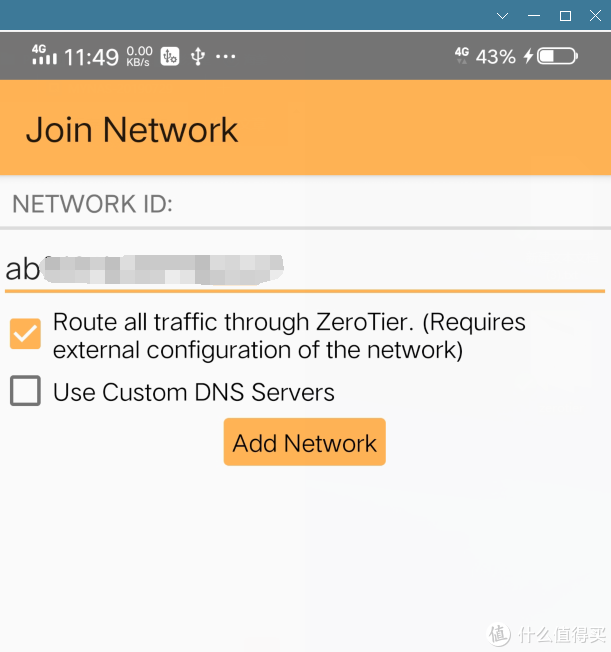 4G 11:49 0.00 KB/s ... 4G 43%
Join Network
NETWORK ID:
ab
Route all traffic through ZeroTier. (Requires
external configuration of the network)
Use Custom DNS Servers
Add Network
值 什么值得买